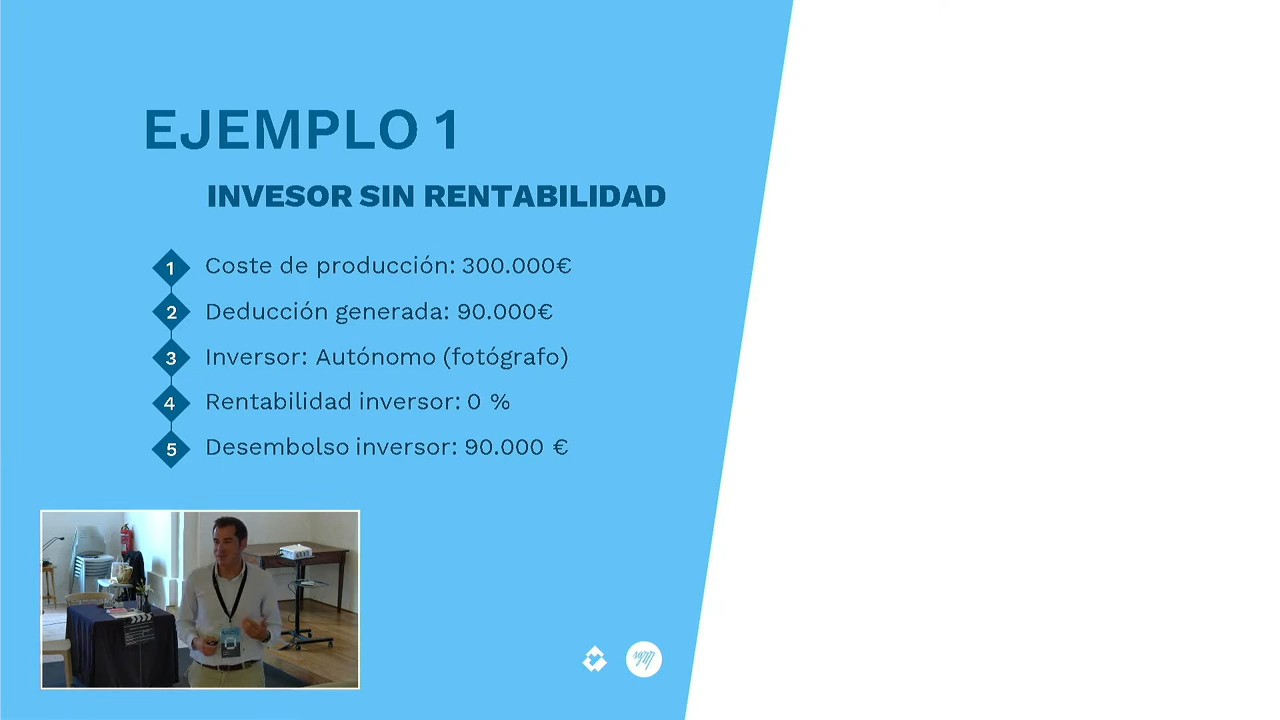 EJEMPLO 1
INVESOR SIN RENTABILIDAD
1 Coste de producción: 300.000€
2 Deducción generada: 90.000€
3 Inversor: Autónomo (fotógrafo)
4 Rentabilidad inversor: 0 %
5 Desembolso inversor: 90.000 €